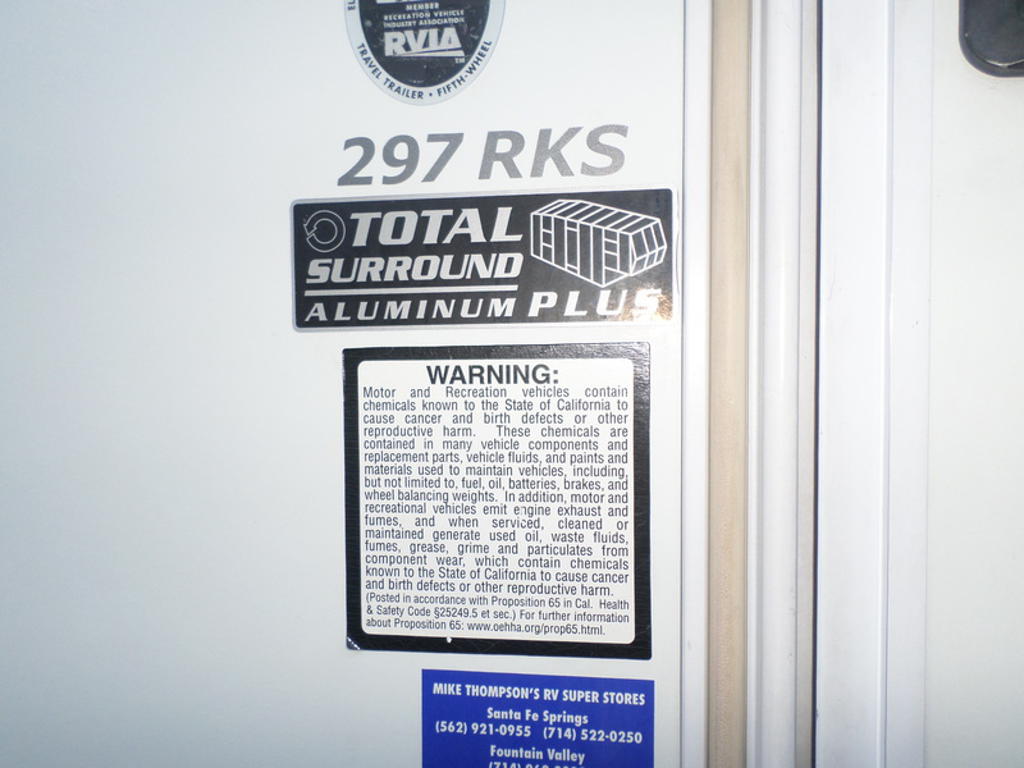 MEMBER
RECREATION VEHICLE
INDUSTRY ASSOCIATION
RVIA
TM
TRAVEL TRAILER • FIFTH-WHEEL
297 RKS
TOTAL
SURROUND
ALUMINUM PLUS
WARNING:
Motor and Recreation vehicles contain
chemicals known to the State of California to
cause cancer and birth defects or other
reproductive harm. These chemicals are
contained in many vehicle components and
replacement parts, vehicle fluids, and paints and
materials used to maintain vehicles, including,
but not limited to, fuel, oil, batteries, brakes, and
wheel balancing weights. In addition, motor and
recreational vehicles emit engine exhaust and
fumes, and when serviced, cleaned or
maintained generate used oil, waste fluids,
fumes, grease, grime and particulates from
component wear, which contain chemicals
known to the State of California to cause cancer
and birth defects or other reproductive harm.
(Posted in accordance with Proposition 65 in Cal. Health
& Safety Code §25249.5 et sec.) For further information
about Proposition 65: www.oehha.org/prop65.html.
MIKE THOMPSON'S RV SUPER STORES
Santa Fe Springs
(562) 921-0955 (714) 522-0250
Fountain Valley
(714)